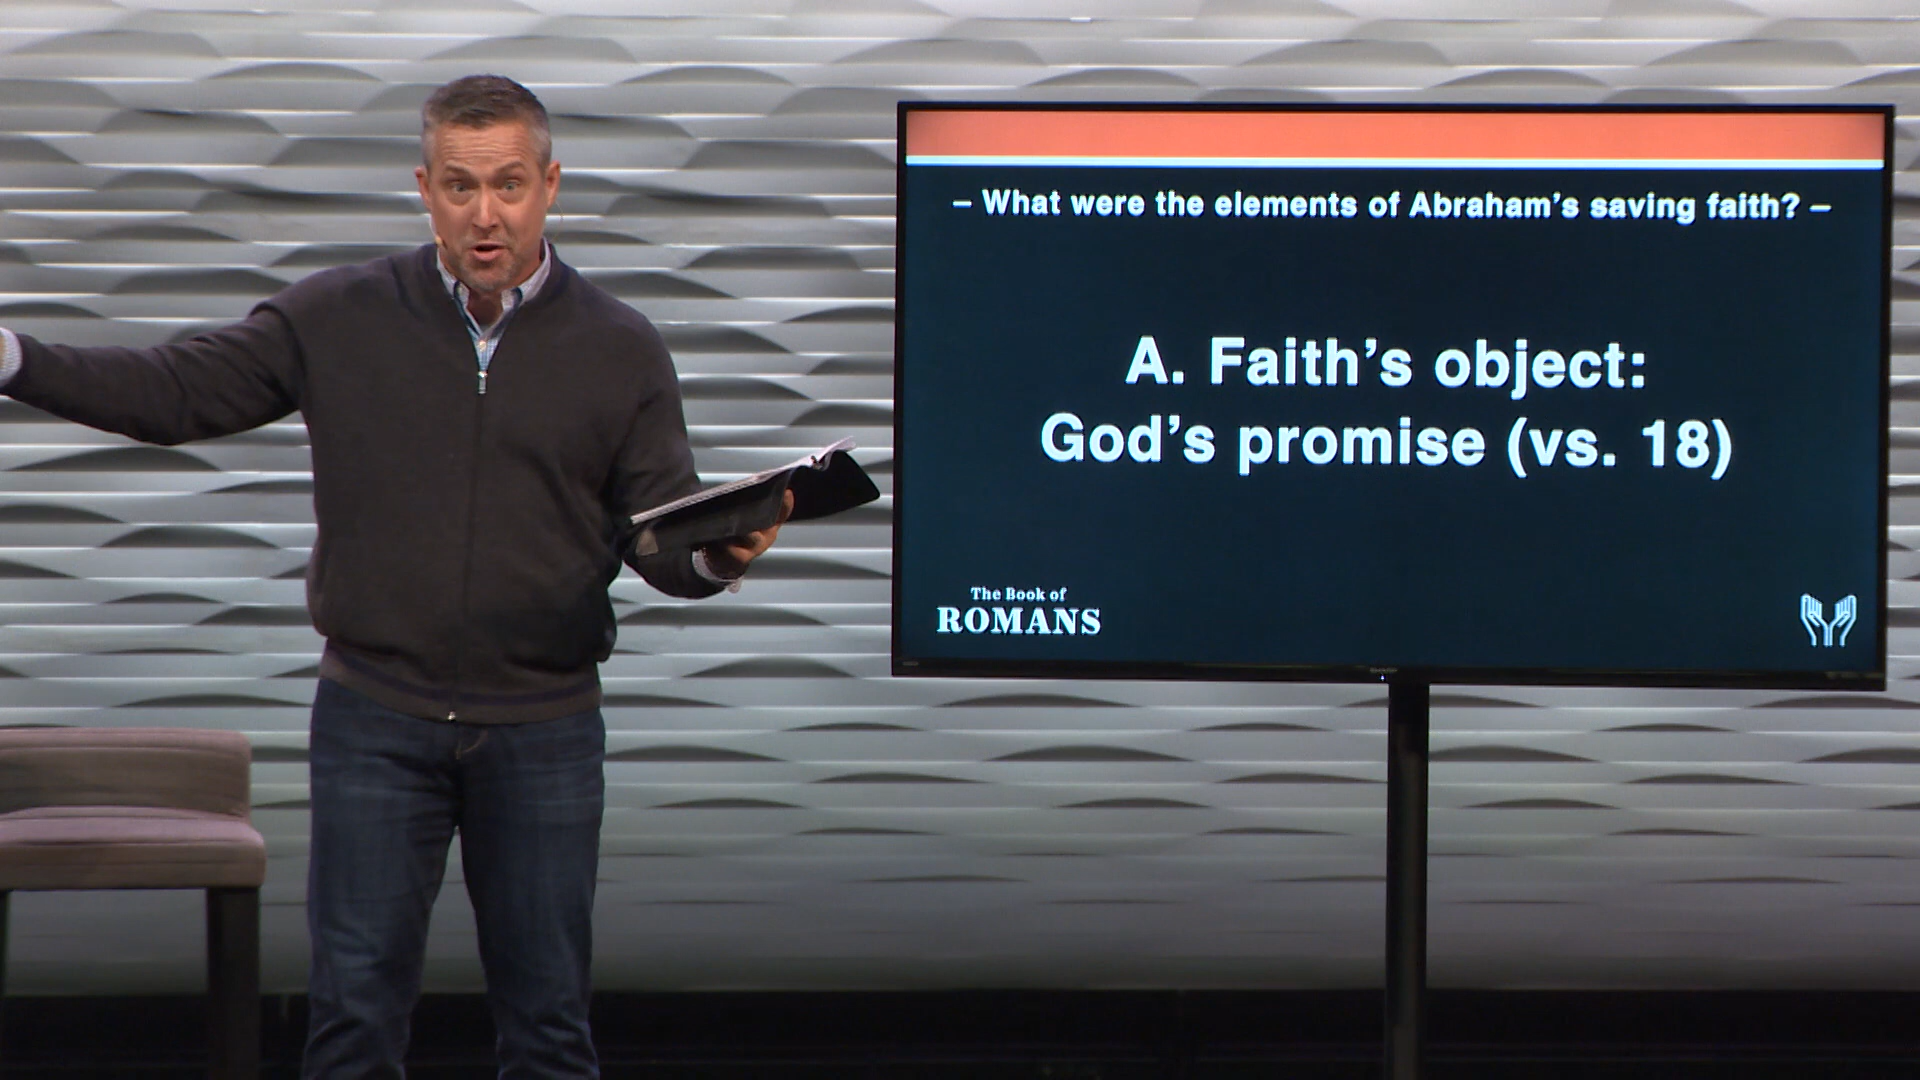 – What were the elements of Abraham’s saving faith? –
A. Faith’s object:
God’s promise (vs. 18)
The Book of
ROMANS